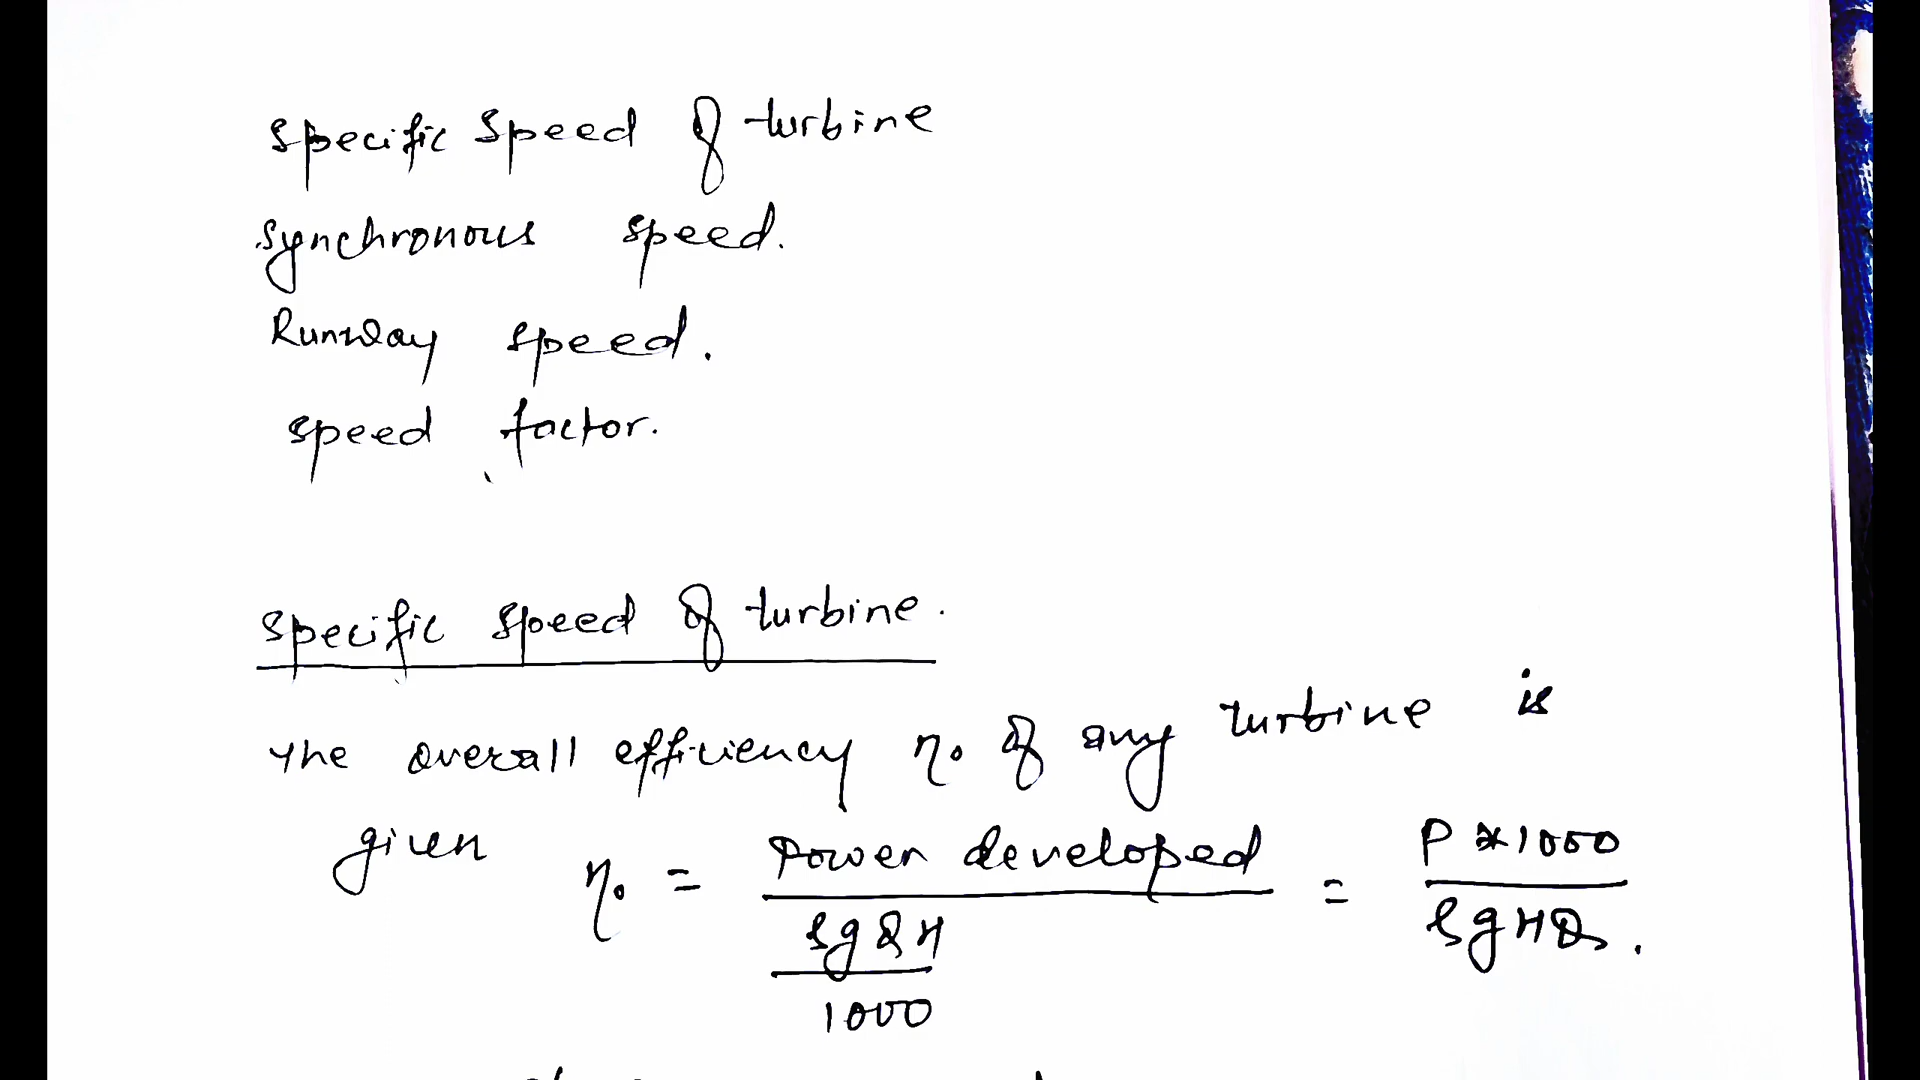 Specific speed of turbine
Synchronous speed.
Runway speed.
speed factor.
specific speed of turbine.
The overall efficiency η₀ of any turbine is
given η₀ = Power developed / (ρgQH / 1000) = P × 1000 / ρgHQ.